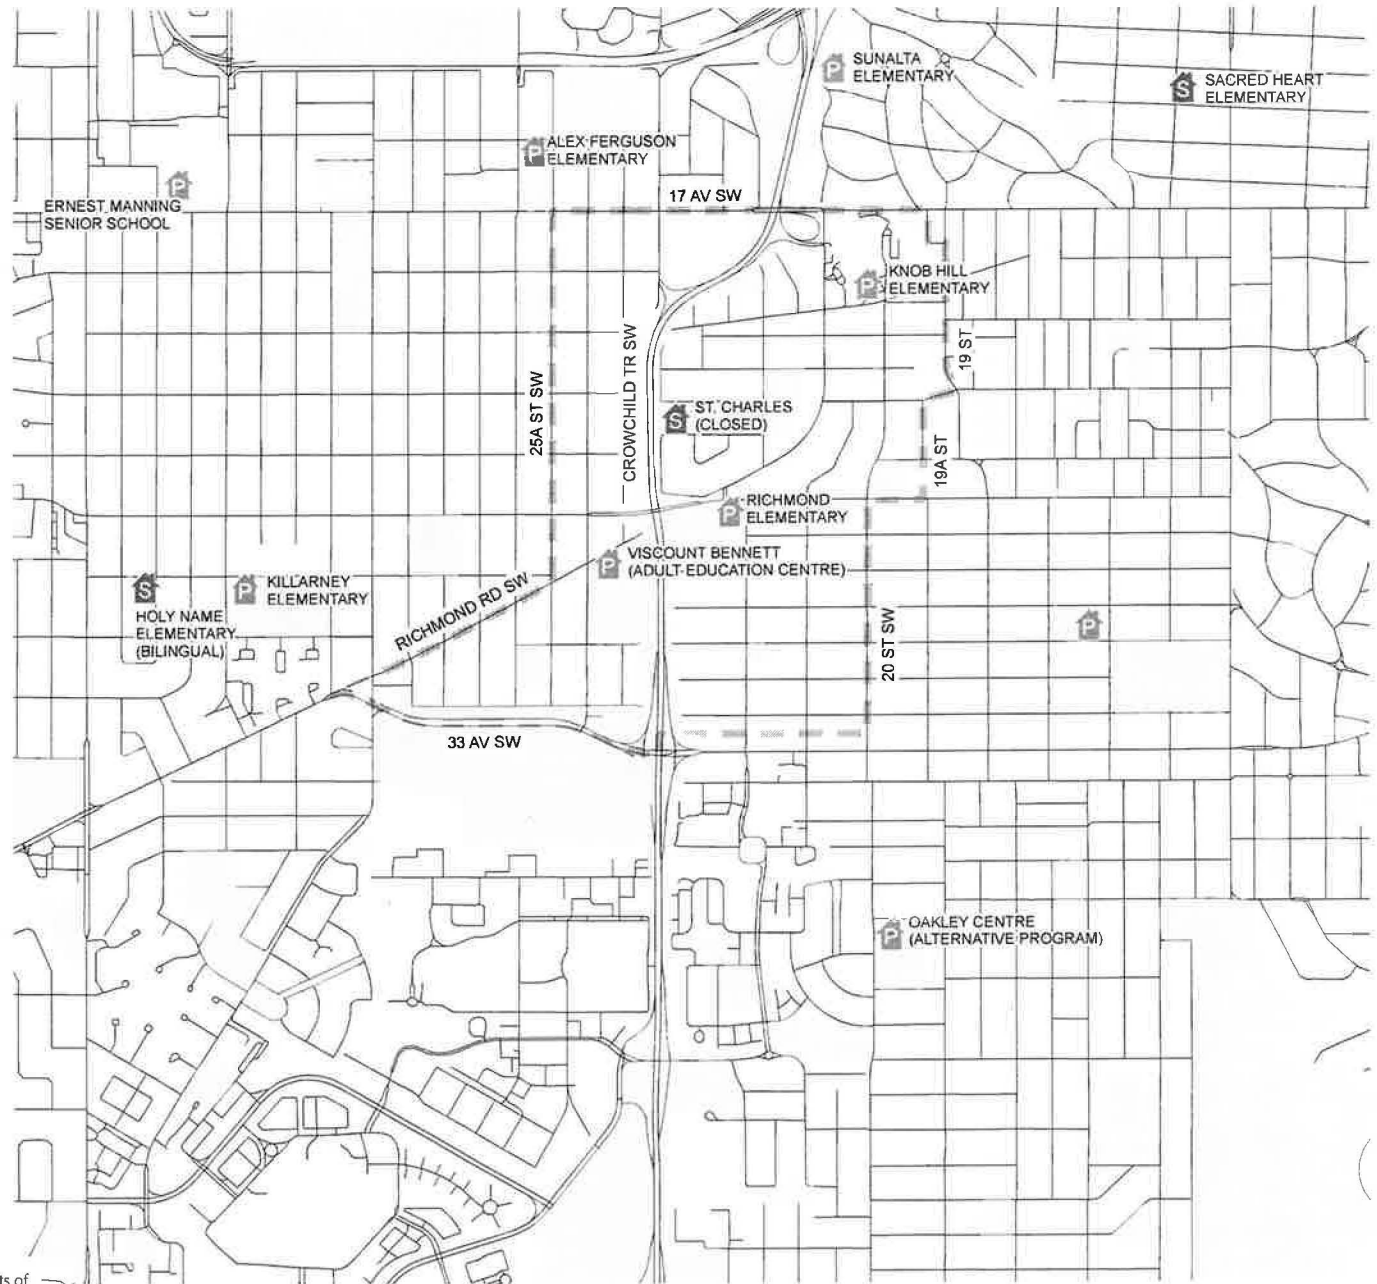 SUNALTA
ELEMENTARY
P
SACRED HEART
ELEMENTARY
S
ALEX FERGUSON
ELEMENTARY
P
P
ERNEST MANNING
SENIOR SCHOOL
17 AV SW
KNOB HILL
ELEMENTARY
P
19 ST
CROWCHILD TR SW
25A ST SW
ST. CHARLES
(CLOSED)
S
19A ST
RICHMOND
ELEMENTARY
P
VISCOUNT BENNETT
(ADULT EDUCATION CENTRE)
P
S
HOLY NAME
ELEMENTARY
(BILINGUAL)
P
KILLARNEY
ELEMENTARY
RICHMOND RD SW
20 ST SW
P
33 AV SW
OAKLEY CENTRE
(ALTERNATIVE PROGRAM)
P
ts of